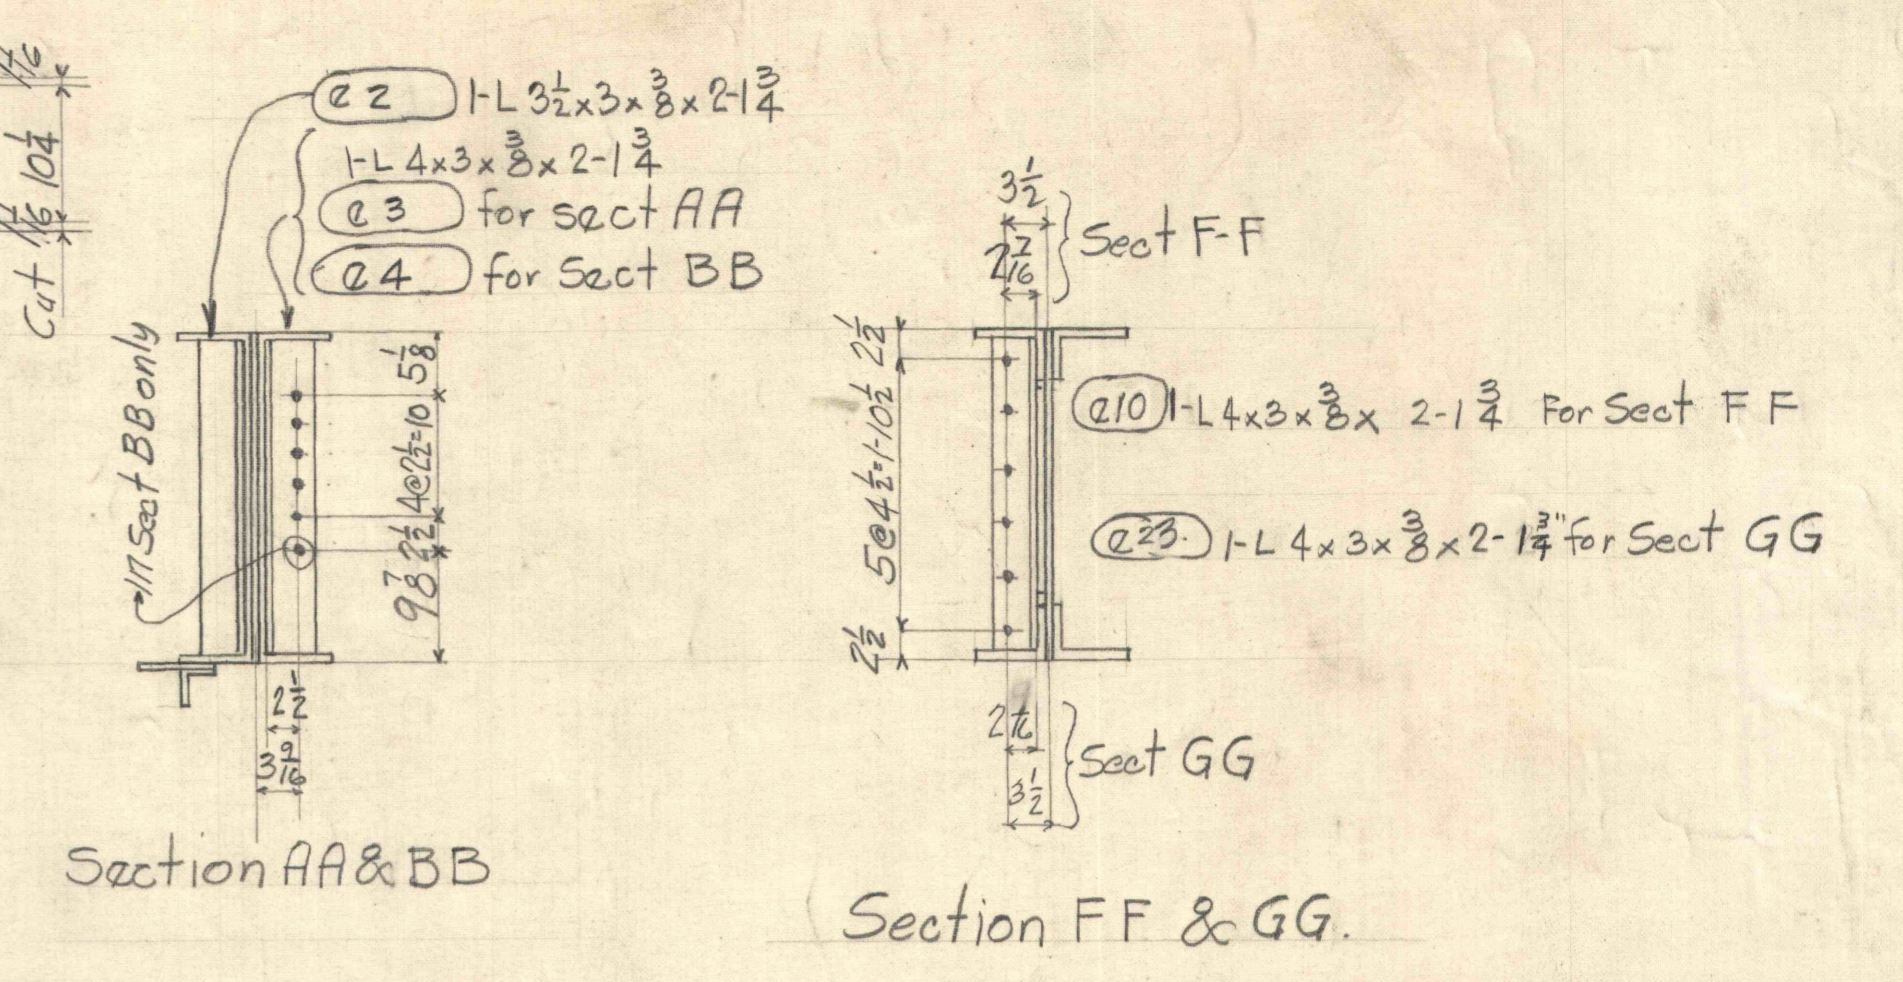 1/16
Cut 1/16 10 1/4
e2 1-L 3 1/2 x 3 x 3/8 x 2-1 3/4
1-L 4 x 3 x 3/8 x 2-1 3/4
e3 for sect AA
e4 for Sect BB
In Sect BB only
5 1/8
4@2 1/2=10
2 1/2
9 7/8
2 1/2
3 9/16
Section AA & BB
3 1/2
2 7/16
Sect F-F
2 1/2
5@4 1/2=1-10 1/2
2 1/2
e10 1-L 4 x 3 x 3/8 x 2-1 3/4 For Sect F F
e23. 1-L 4 x 3 x 3/8 x 2-1 3/4" for Sect GG
Sect GG
3 1/2
Section FF & GG.